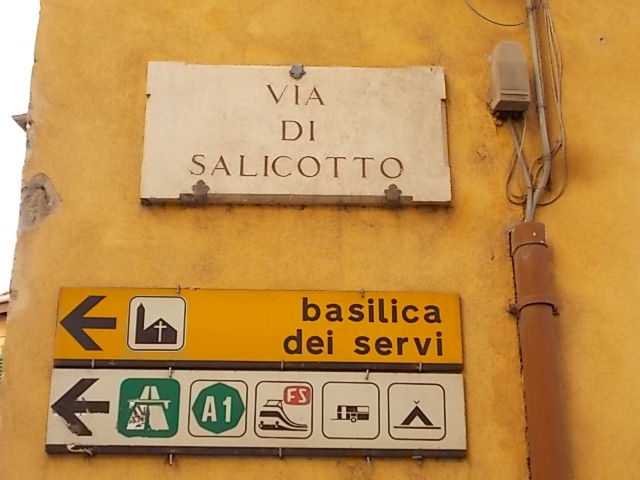 VIA
DI
SALICOTTO
basilica
dei servi
A1 FS